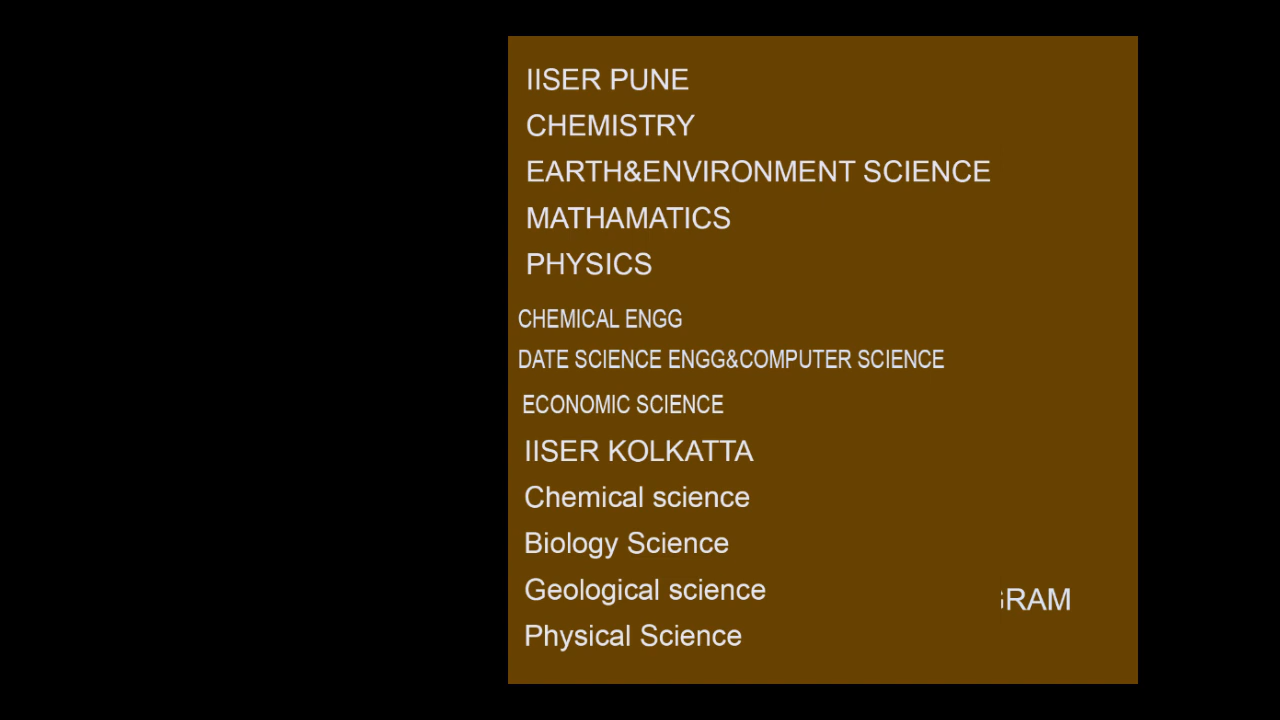 IISER PUNE
CHEMISTRY
EARTH&ENVIRONMENT SCIENCE
MATHAMATICS
PHYSICS
CHEMICAL ENGG
DATE SCIENCE ENGG&COMPUTER SCIENCE
ECONOMIC SCIENCE
IISER KOLKATTA
Chemical science
Biology Science
Geological science
Physical Science